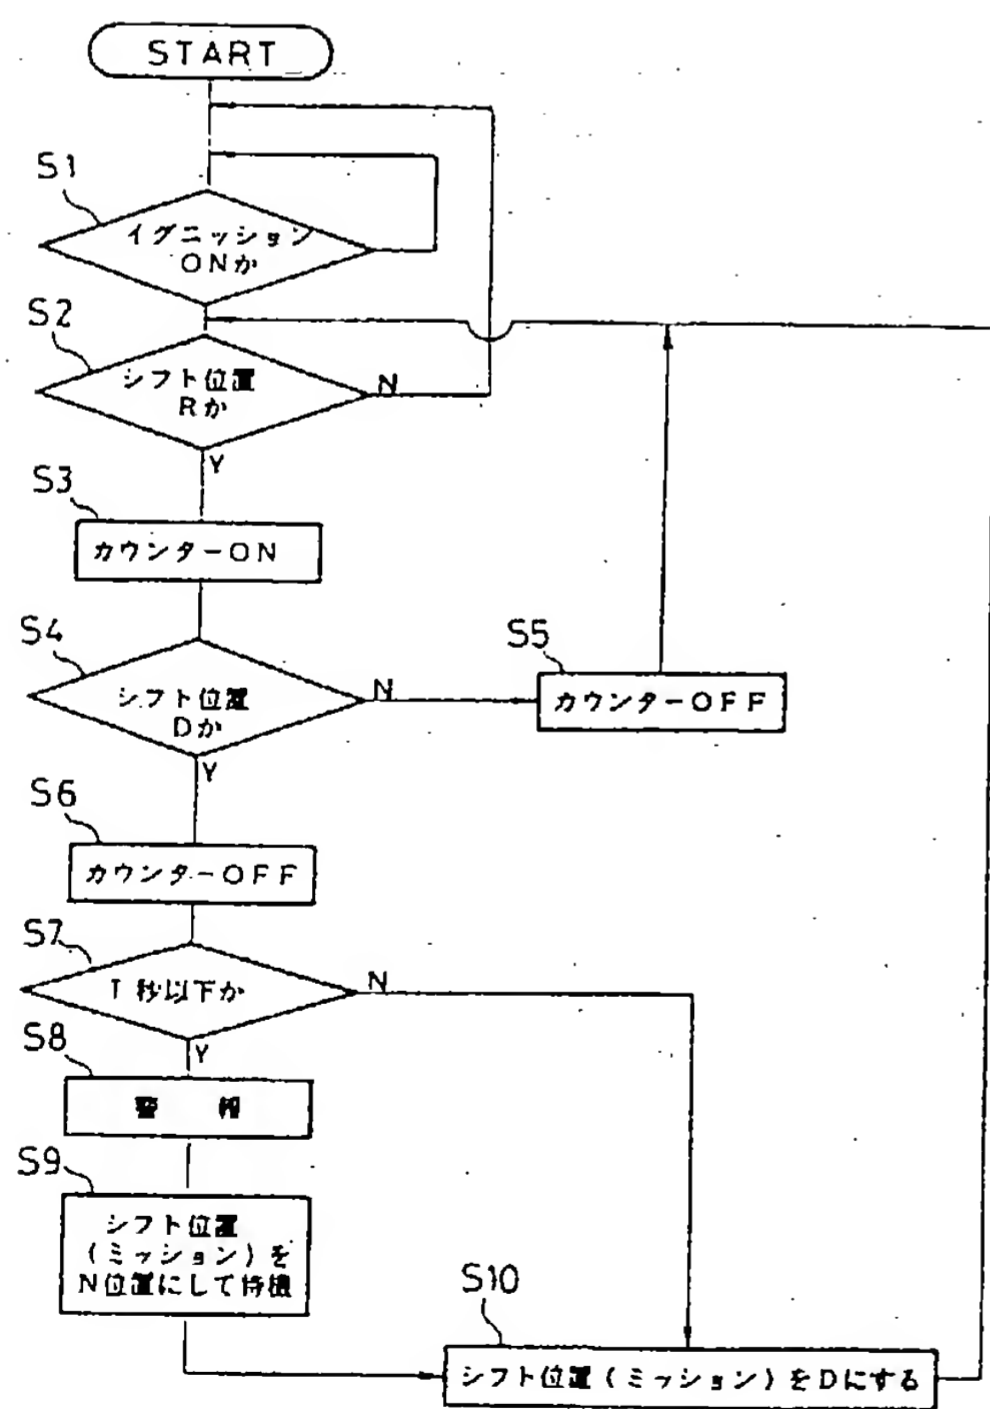 START
S1
イグニッション
ONか
S2
シフト位置
Rか
N
Y
S3
カウンターON
S4
シフト位置
Dか
N
Y
S5
カウンターOFF
S6
カウンターOFF
S7
T秒以下か
N
Y
S8
警 報
S9
シフト位置
(ミッション)を
N位置にして待機
S10
シフト位置(ミッション)をDにする